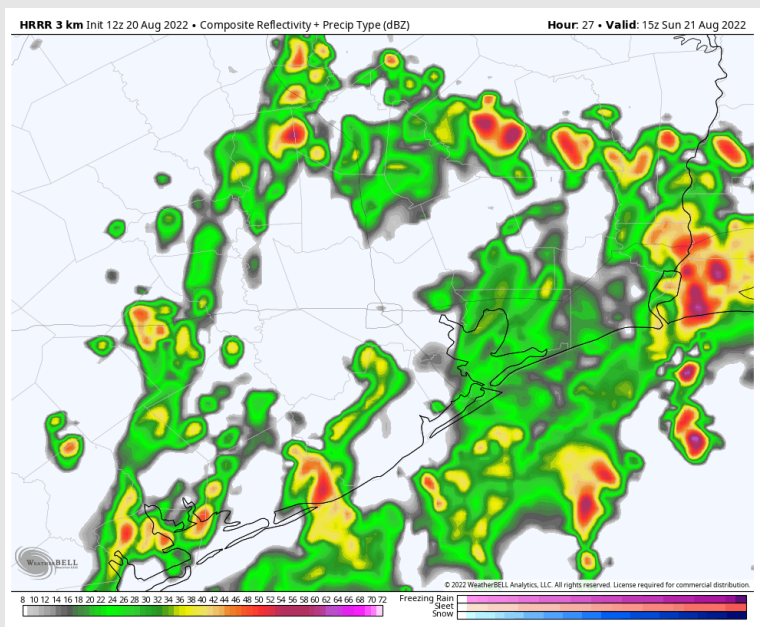 HRRR 3 km Init 12z 20 Aug 2022 • Composite Reflectivity + Precip Type (dBZ) Hour: 27 • Valid: 15z Sun 21 Aug 2022
WEATHERBELL
© 2022 WeatherBELL Analytics, LLC. All rights reserved. License required for commercial distribution.
8 10 12 14 16 18 20 22 24 26 28 30 32 34 36 38 40 42 44 46 48 50 52 54 56 58 60 62 64 66 68 70 72
Freezing Rain
Sleet
Snow